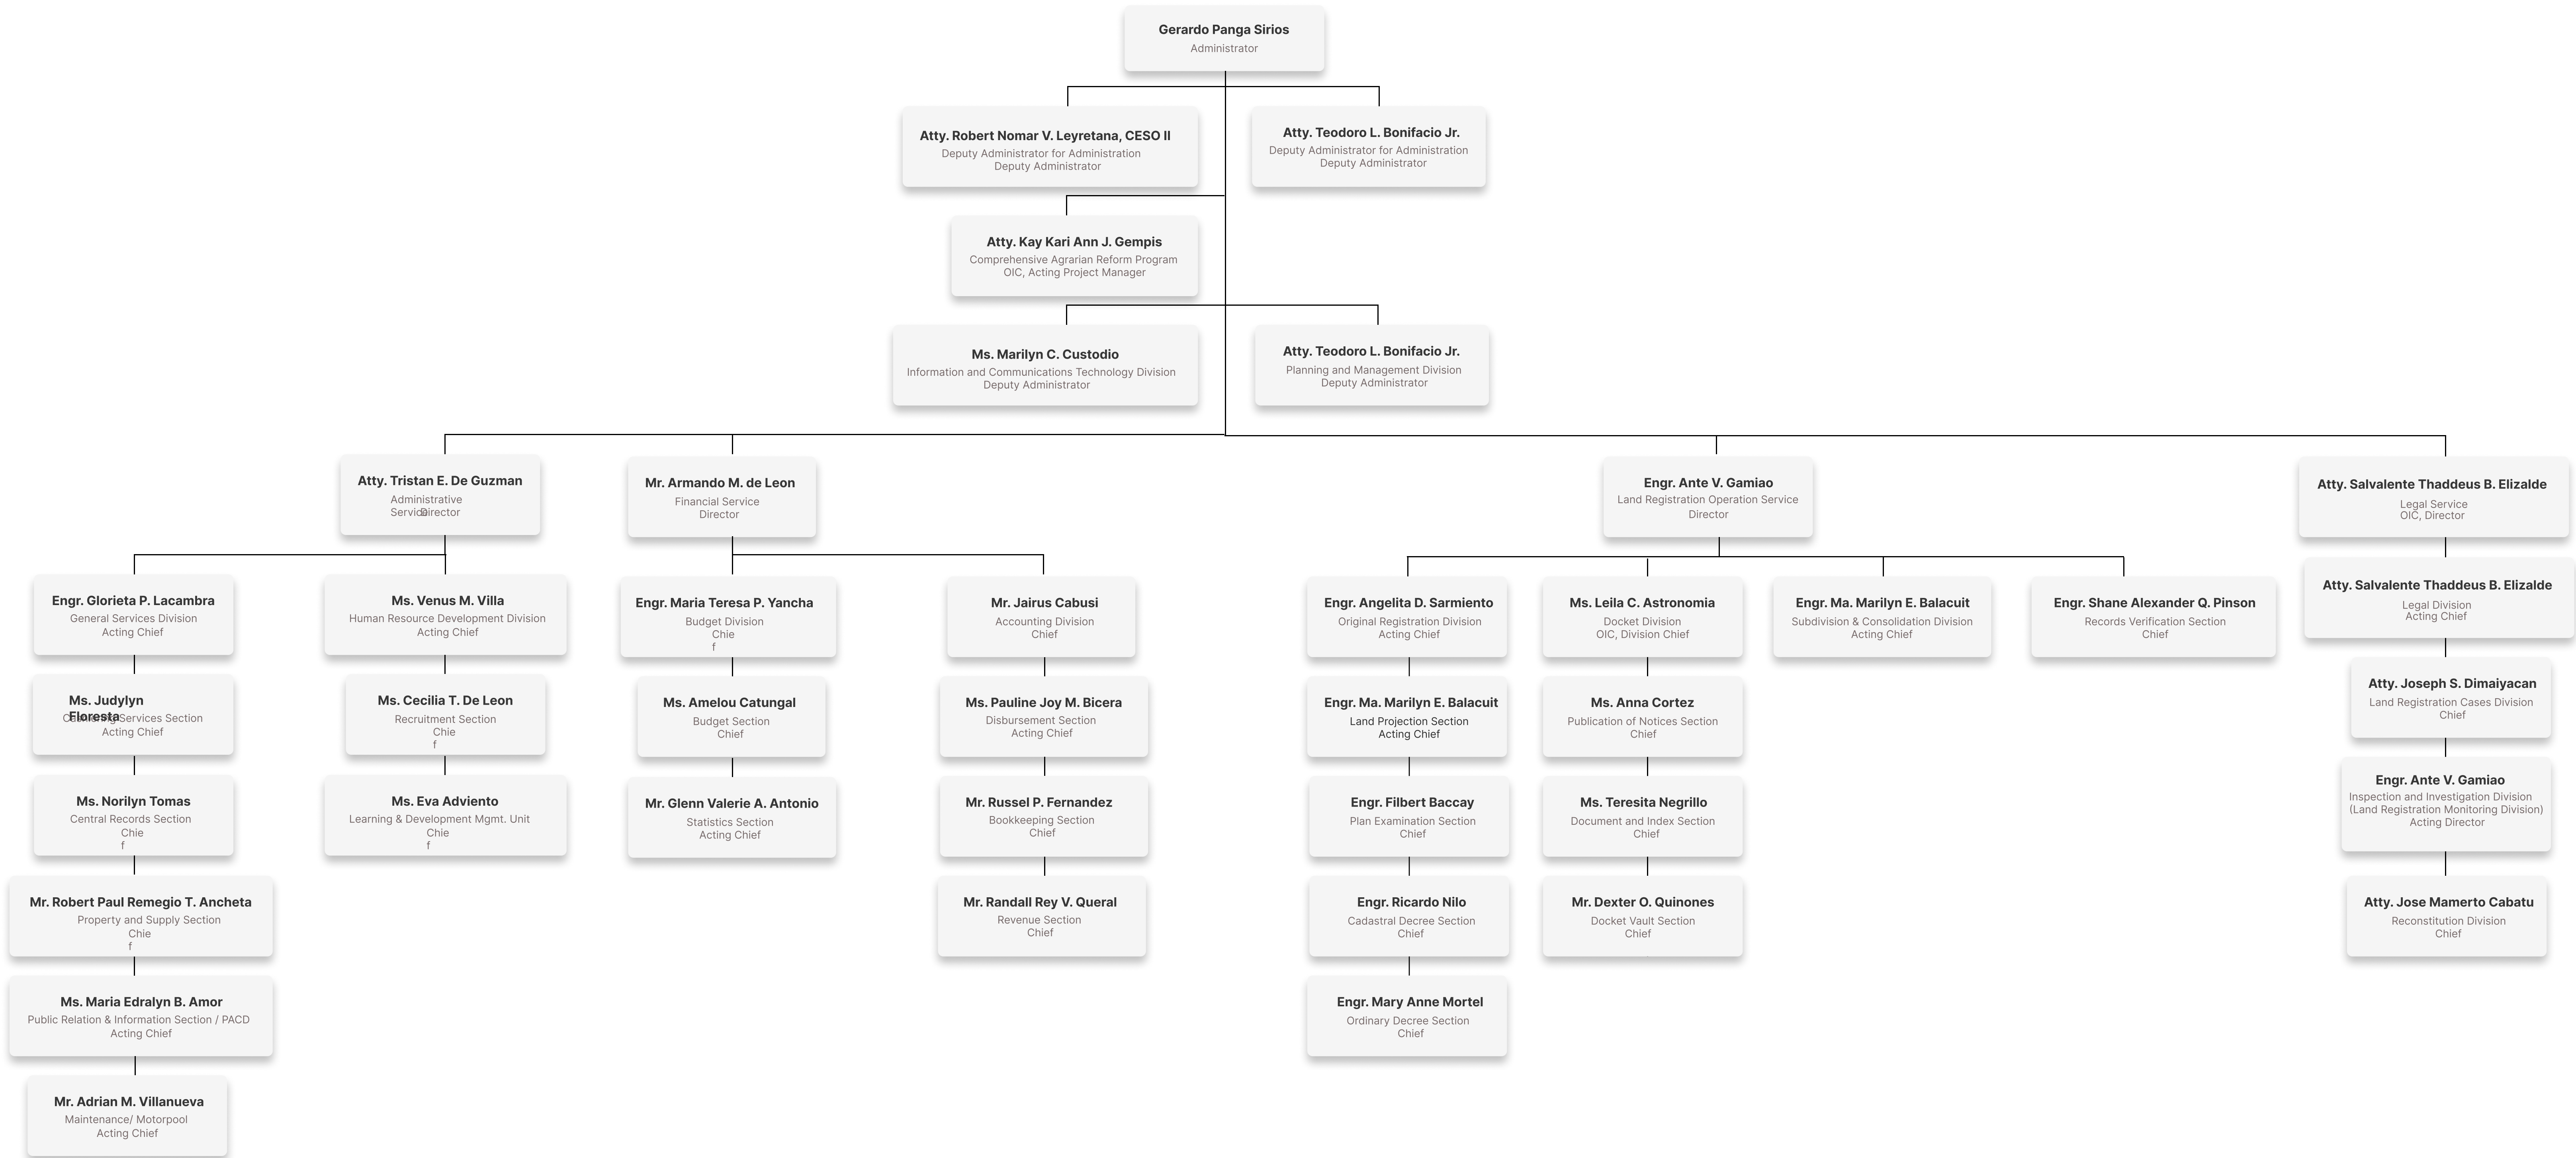 Gerardo Panga Sirios
Administrator
Atty. Robert Nomar V. Leyretana, CESO II
Deputy Administrator for Administration
Deputy Administrator
Atty. Teodoro L. Bonifacio Jr.
Deputy Administrator for Administration
Deputy Administrator
Atty. Kay Kari Ann J. Gempis
Comprehensive Agrarian Reform Program
OIC, Acting Project Manager
Ms. Marilyn C. Custodio
Information and Communications Technology Division
Deputy Administrator
Atty. Teodoro L. Bonifacio Jr.
Planning and Management Division
Deputy Administrator
Atty. Tristan E. De Guzman
Administrative
Service
Director
Mr. Armando M. de Leon
Financial Service
Director
Engr. Ante V. Gamiao
Land Registration Operation Service
Director
Atty. Salvalente Thaddeus B. Elizalde
Legal Service
OIC, Director
Engr. Glorieta P. Lacambra
General Services Division
Acting Chief
Ms. Venus M. Villa
Human Resource Development Division
Acting Chief
Engr. Maria Teresa P. Yancha
Budget Division
Chie
f
Mr. Jairus Cabusi
Accounting Division
Chief
Engr. Angelita D. Sarmiento
Original Registration Division
Acting Chief
Ms. Leila C. Astronomia
Docket Division
OIC, Division Chief
Engr. Ma. Marilyn E. Balacuit
Subdivision & Consolidation Division
Acting Chief
Engr. Shane Alexander Q. Pinson
Records Verification Section
Chief
Atty. Salvalente Thaddeus B. Elizalde
Legal Division
Acting Chief
Ms. Judylyn
Floresta
Services Section
Acting Chief
Ms. Cecilia T. De Leon
Recruitment Section
Chie
f
Ms. Amelou Catungal
Budget Section
Chief
Ms. Pauline Joy M. Bicera
Disbursement Section
Acting Chief
Engr. Ma. Marilyn E. Balacuit
Land Projection Section
Acting Chief
Ms. Anna Cortez
Publication of Notices Section
Chief
Atty. Joseph S. Dimaiyacan
Land Registration Cases Division
Chief
Ms. Norilyn Tomas
Central Records Section
Chie
f
Ms. Eva Adviento
Learning & Development Mgmt. Unit
Chie
f
Mr. Glenn Valerie A. Antonio
Statistics Section
Acting Chief
Mr. Russel P. Fernandez
Bookkeeping Section
Chief
Engr. Filbert Baccay
Plan Examination Section
Chief
Ms. Teresita Negrillo
Document and Index Section
Chief
Engr. Ante V. Gamiao
Inspection and Investigation Division
(Land Registration Monitoring Division)
Acting Director
Mr. Robert Paul Remegio T. Ancheta
Property and Supply Section
Chie
f
Mr. Randall Rey V. Queral
Revenue Section
Chief
Engr. Ricardo Nilo
Cadastral Decree Section
Chief
Mr. Dexter O. Quinones
Docket Vault Section
Chief
Atty. Jose Mamerto Cabatu
Reconstitution Division
Chief
Ms. Maria Edralyn B. Amor
Public Relation & Information Section / PACD
Acting Chief
Engr. Mary Anne Mortel
Ordinary Decree Section
Chief
Mr. Adrian M. Villanueva
Maintenance/ Motorpool
Acting Chief